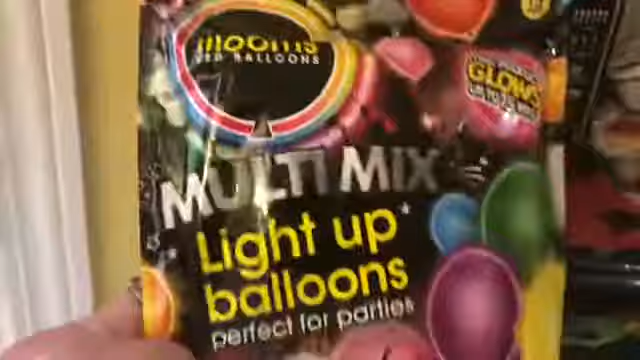 illooms
LED BALLOONS
GLOWS
MULTI MIX
Light up*
balloons
perfect for parties